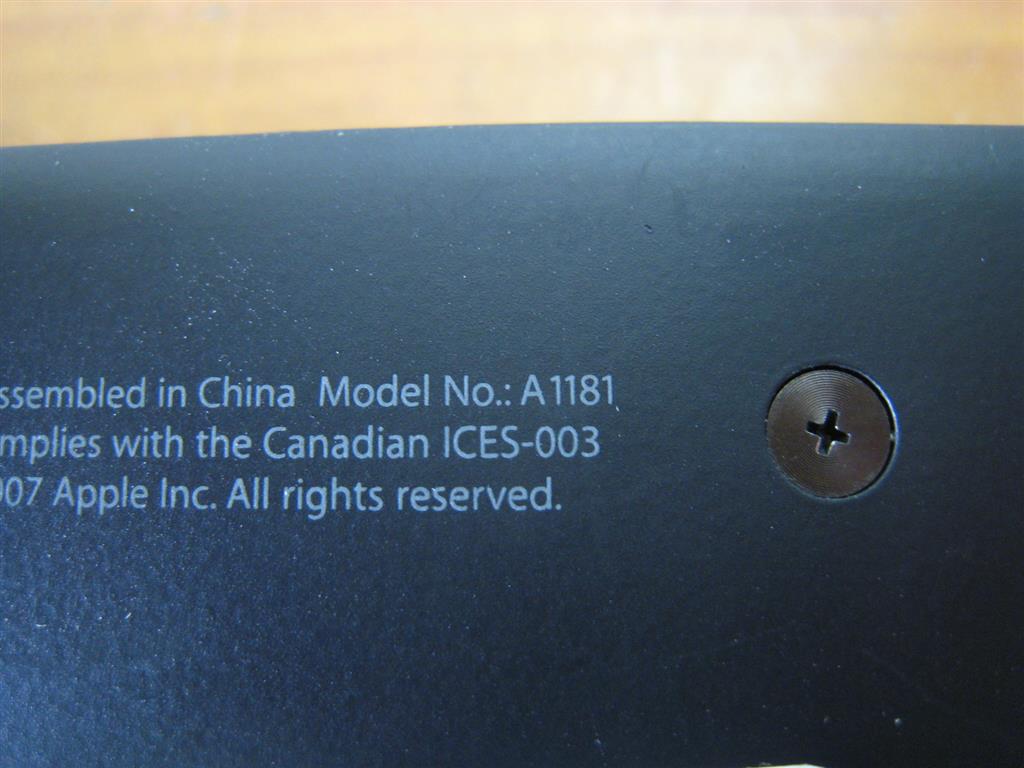 ssembled in China Model No.: A1181
mplies with the Canadian ICES-003
007 Apple Inc. All rights reserved.